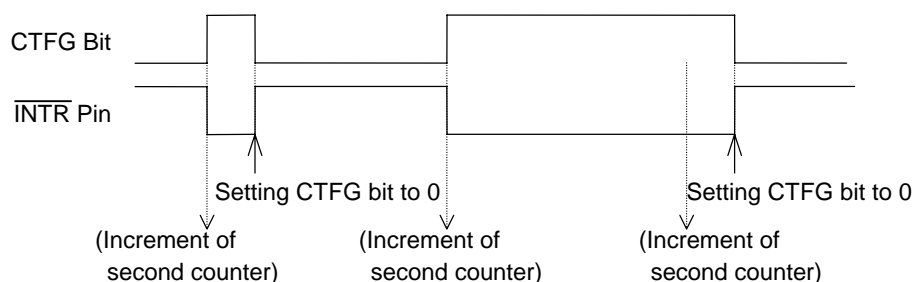 CTFG Bit
INTR Pin
Setting CTFG bit to 0
Setting CTFG bit to 0
(Increment of
second counter)
(Increment of
second counter)
(Increment of
second counter)